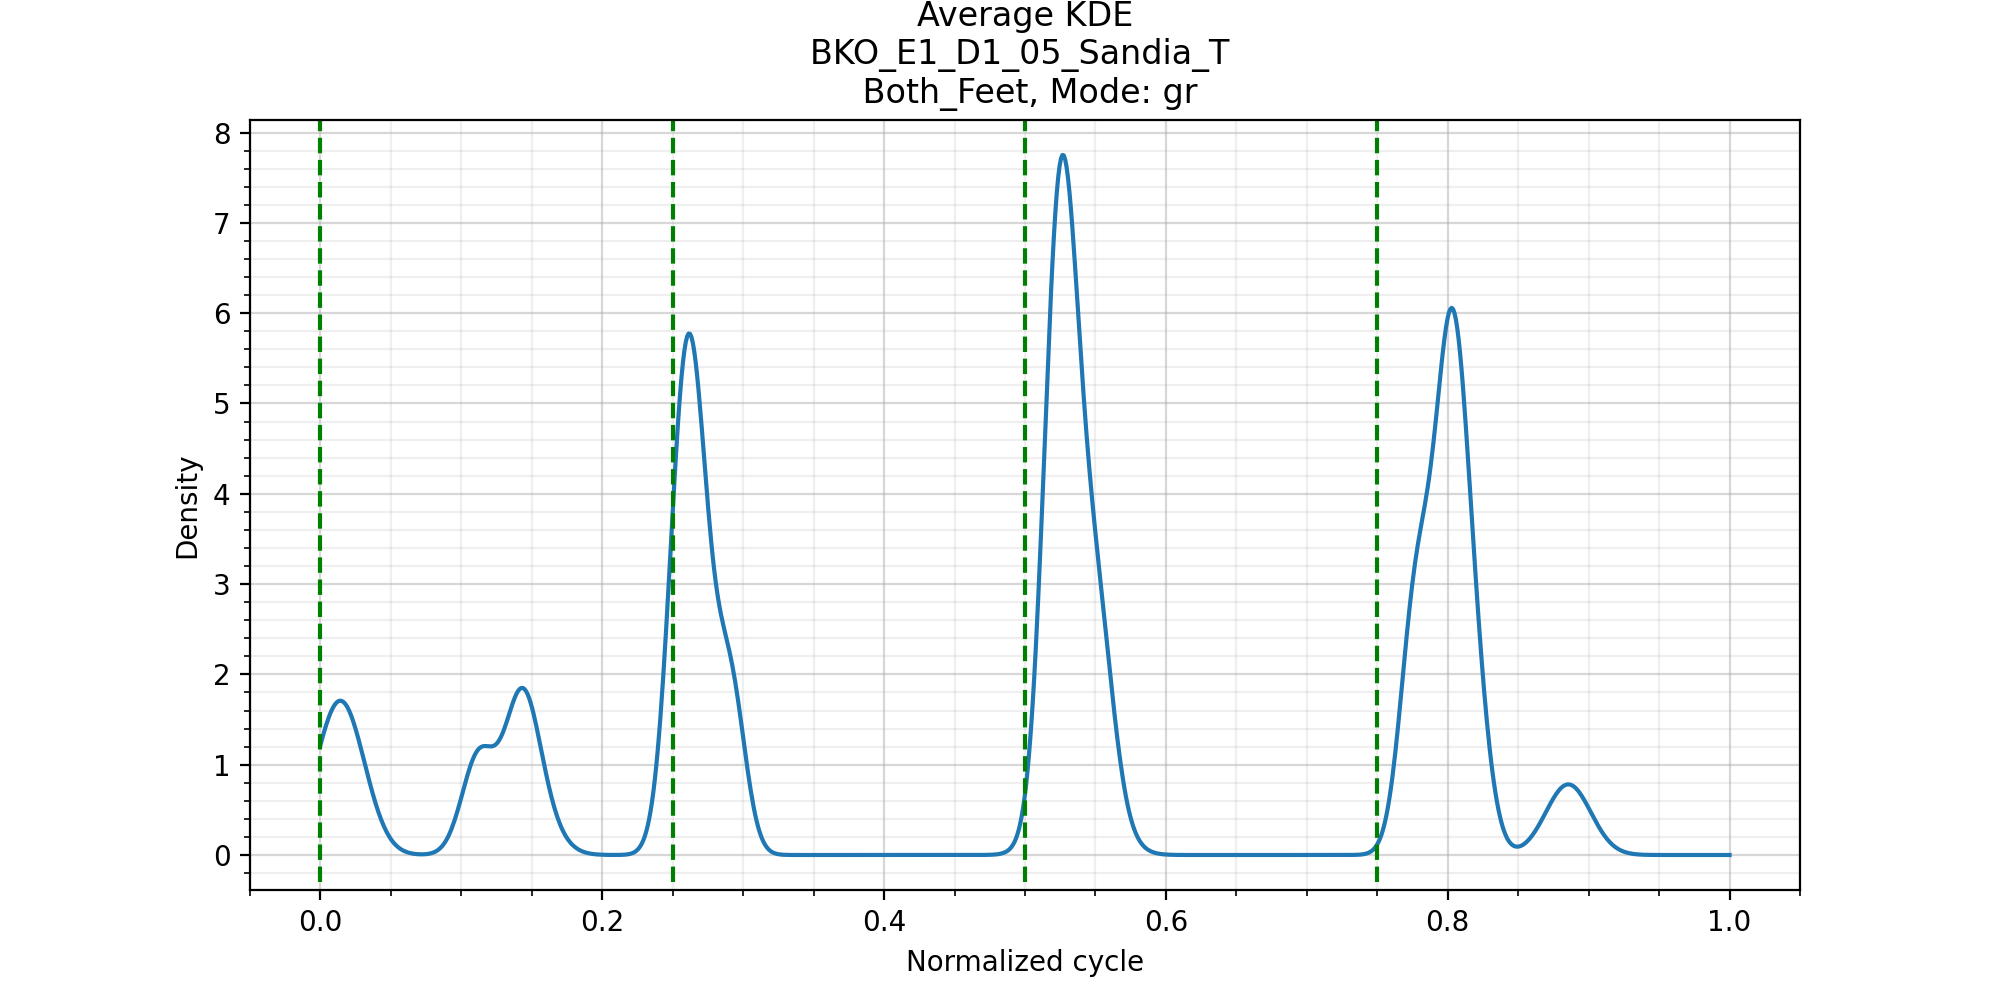 Average KDE
BKO_E1_D1_05_Sandia_T
Both_Feet, Mode: gr
8
7
6
5
4
3
2
1
0
Density
0.0 0.2 0.4 0.6 0.8 1.0
Normalized cycle